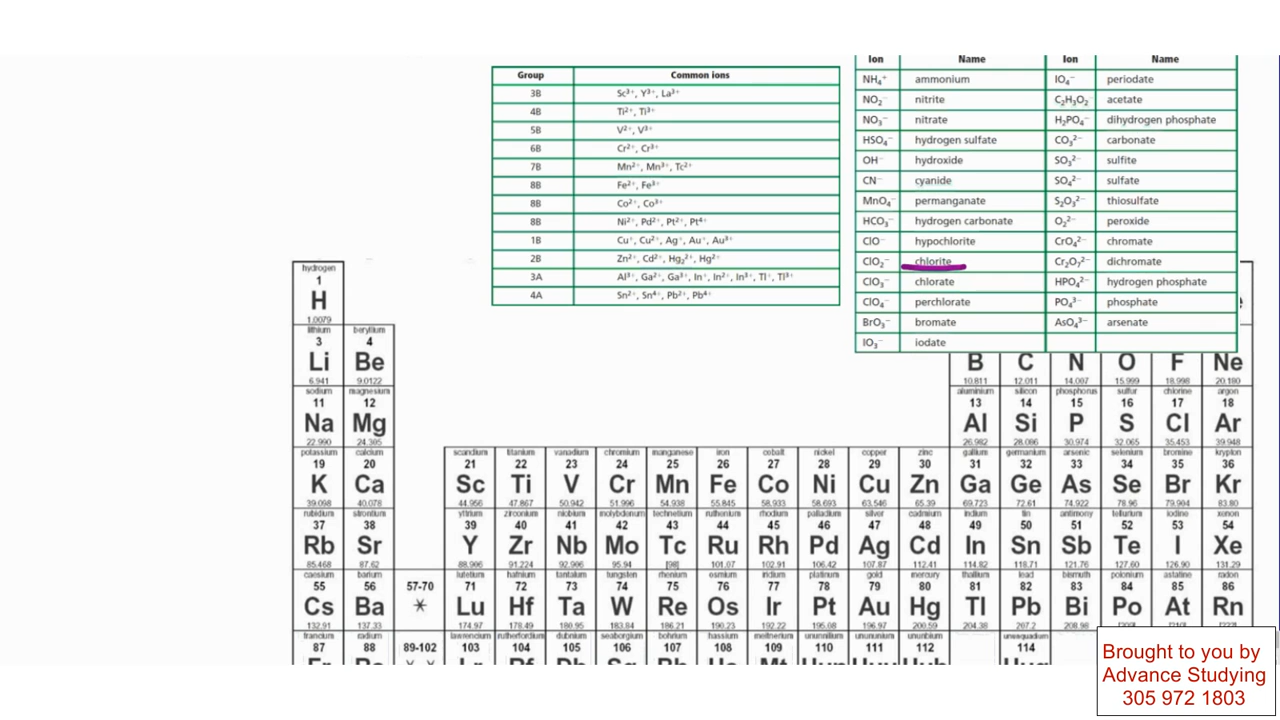 Group Common ions
3B Sc³⁺, Y³⁺, La³⁺
4B Ti²⁺, Ti³⁺
5B V²⁺, V³⁺
6B Cr²⁺, Cr³⁺
7B Mn²⁺, Mn³⁺, Tc²⁺
8B Fe²⁺, Fe³⁺
8B Co²⁺, Co³⁺
8B Ni²⁺, Pd²⁺, Pt²⁺, Pt⁴⁺
1B Cu⁺, Cu²⁺, Ag⁺, Au⁺, Au³⁺
2B Zn²⁺, Cd²⁺, Hg₂²⁺, Hg²⁺
3A Al³⁺, Ga²⁺, Ga³⁺, In⁺, In²⁺, In³⁺, Tl⁺, Tl³⁺
4A Sn²⁺, Sn⁴⁺, Pb²⁺, Pb⁴⁺
Ion Name Ion Name
NH₄⁺ ammonium IO₄⁻ periodate
NO₂⁻ nitrite C₂H₃O₂⁻ acetate
NO₃⁻ nitrate H₂PO₄⁻ dihydrogen phosphate
HSO₄⁻ hydrogen sulfate CO₃²⁻ carbonate
OH⁻ hydroxide SO₃²⁻ sulfite
CN⁻ cyanide SO₄²⁻ sulfate
MnO₄⁻ permanganate S₂O₃²⁻ thiosulfate
HCO₃⁻ hydrogen carbonate O₂²⁻ peroxide
ClO⁻ hypochlorite CrO₄²⁻ chromate
ClO₂⁻ chlorite Cr₂O₇²⁻ dichromate
ClO₃⁻ chlorate HPO₄²⁻ hydrogen phosphate
ClO₄⁻ perchlorate PO₄³⁻ phosphate
BrO₃⁻ bromate AsO₄³⁻ arsenate
IO₃⁻ iodate
hydrogen
1
H
1.0079
lithium beryllium
3 4
Li Be B C N O F Ne
6.941 9.0122 10.811 12.011 14.007 15.999 18.998 20.180
sodium magnesium aluminium silicon phosphorus sulfur chlorine argon
11 12 13 14 15 16 17 18
Na Mg Al Si P S Cl Ar
22.990 24.305 26.982 28.086 30.974 32.065 35.453 39.948
potassium calcium scandium titanium vanadium chromium manganese iron cobalt nickel copper zinc gallium germanium arsenic selenium bromine krypton
19 20 21 22 23 24 25 26 27 28 29 30 31 32 33 34 35 36
K Ca Sc Ti V Cr Mn Fe Co Ni Cu Zn Ga Ge As Se Br Kr
39.098 40.078 44.956 47.867 50.942 51.996 54.938 55.845 58.933 58.693 63.546 65.39 69.723 72.61 74.922 78.96 79.904 83.80
rubidium strontium yttrium zirconium niobium molybdenum technetium ruthenium rhodium palladium silver cadmium indium tin antimony tellurium iodine xenon
37 38 39 40 41 42 43 44 45 46 47 48 49 50 51 52 53 54
Rb Sr Y Zr Nb Mo Tc Ru Rh Pd Ag Cd In Sn Sb Te I Xe
85.468 87.62 88.906 91.224 92.906 95.94 [98] 101.07 102.91 106.42 107.87 112.41 114.82 118.71 121.76 127.60 126.90 131.29
caesium barium lutetium hafnium tantalum tungsten rhenium osmium iridium platinum gold mercury thallium lead bismuth polonium astatine radon
55 56 57-70 71 72 73 74 75 76 77 78 79 80 81 82 83 84 85 86
Cs Ba * Lu Hf Ta W Re Os Ir Pt Au Hg Tl Pb Bi Po At Rn
132.91 137.33 174.97 178.49 180.95 183.84 186.21 190.23 192.22 195.08 196.97 200.59 204.38 207.2 208.98
francium radium lawrencium rutherfordium dubnium seaborgium bohrium hassium meitnerium ununnilium unununium ununbium ununquadium
87 88 89-102 103 104 105 106 107 108 109 110 111 112 114
Brought to you by
Advance Studying
305 972 1803